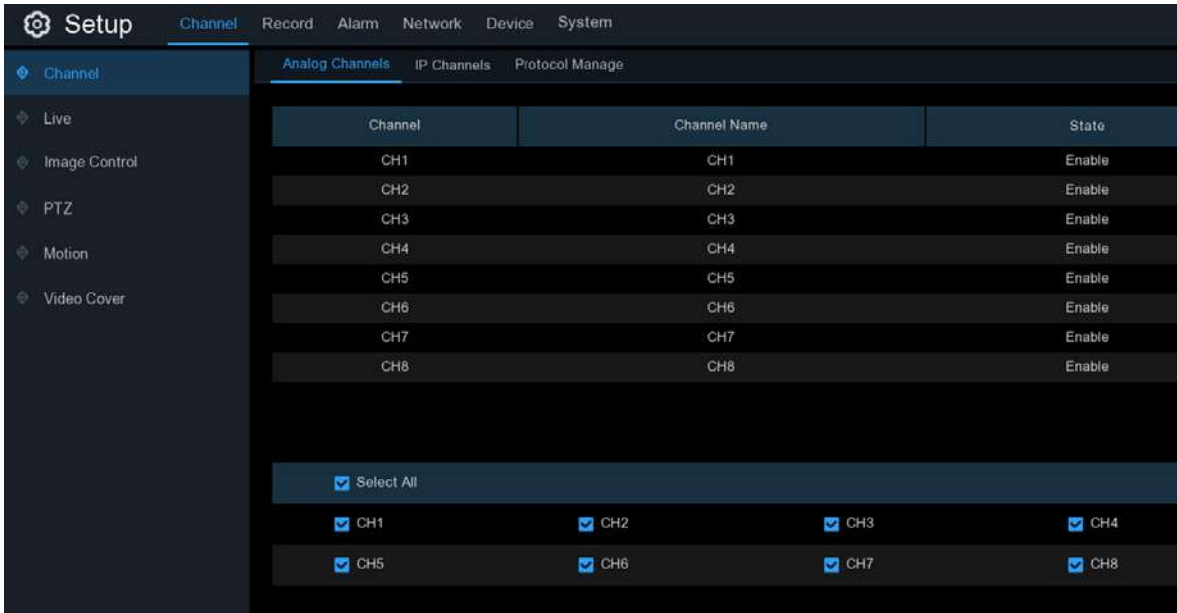 Setup Channel Record Alarm Network Device System
Channel
Live
Image Control
PTZ
Motion
Video Cover
Analog Channels IP Channels Protocol Manage
Channel Channel Name State
CH1 CH1 Enable
CH2 CH2 Enable
CH3 CH3 Enable
CH4 CH4 Enable
CH5 CH5 Enable
CH6 CH6 Enable
CH7 CH7 Enable
CH8 CH8 Enable
Select All
CH1 CH2 CH3 CH4
CH5 CH6 CH7 CH8